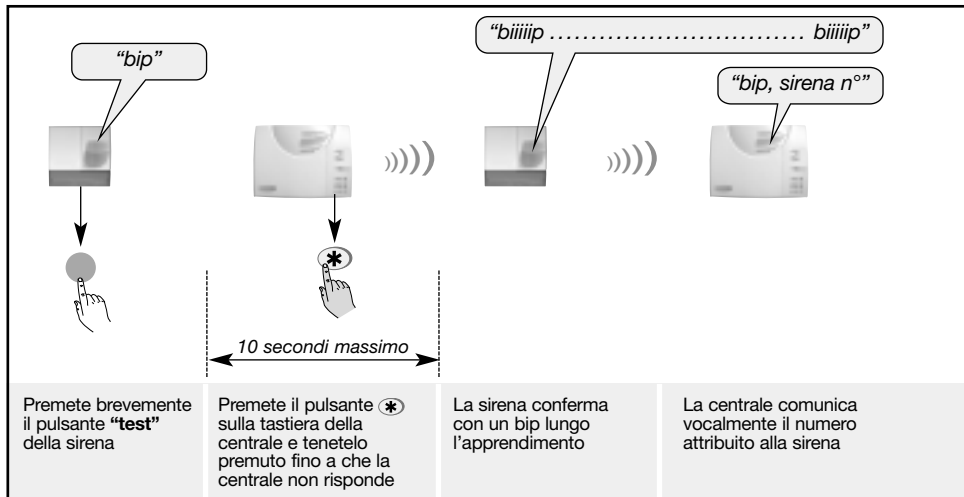 “bip”
“biiiiip ............................... biiiiip”
“bip, sirena n°”
10 secondi massimo
Premete brevemente
il pulsante “test”
della sirena
Premete il pulsante ✱
sulla tastiera della
centrale e tenetelo
premuto fino a che la
centrale non risponde
La sirena conferma
con un bip lungo
l’apprendimento
La centrale comunica
vocalmente il numero
attribuito alla sirena